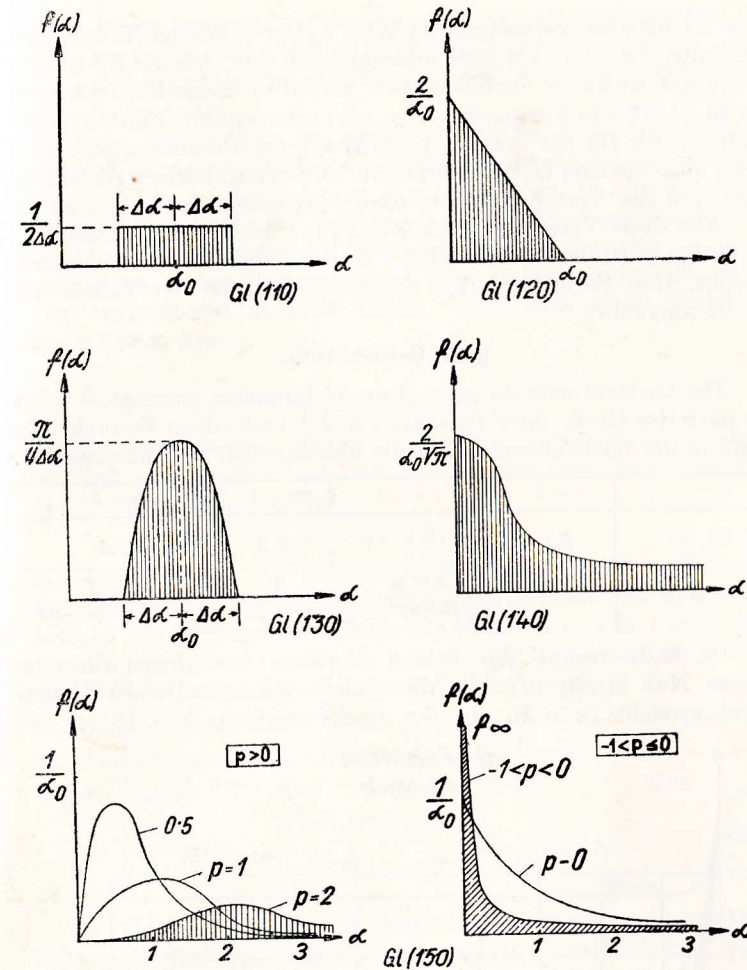 f(α)
1/2Δα
Δα Δα
α₀
α
Gl(110)
f(α)
2/α₀
α₀
α
Gl(120)
f(α)
π/4Δα
Δα Δα
α₀
α
Gl(130)
f(α)
2/α₀√π
α
Gl(140)
p>0
1/α₀
0.5
p=1
p=2
1 2 3 α
f∞
-1<p≤0
-1<p<0
1/α₀
p-0
1 2 3 α
Gl(150)